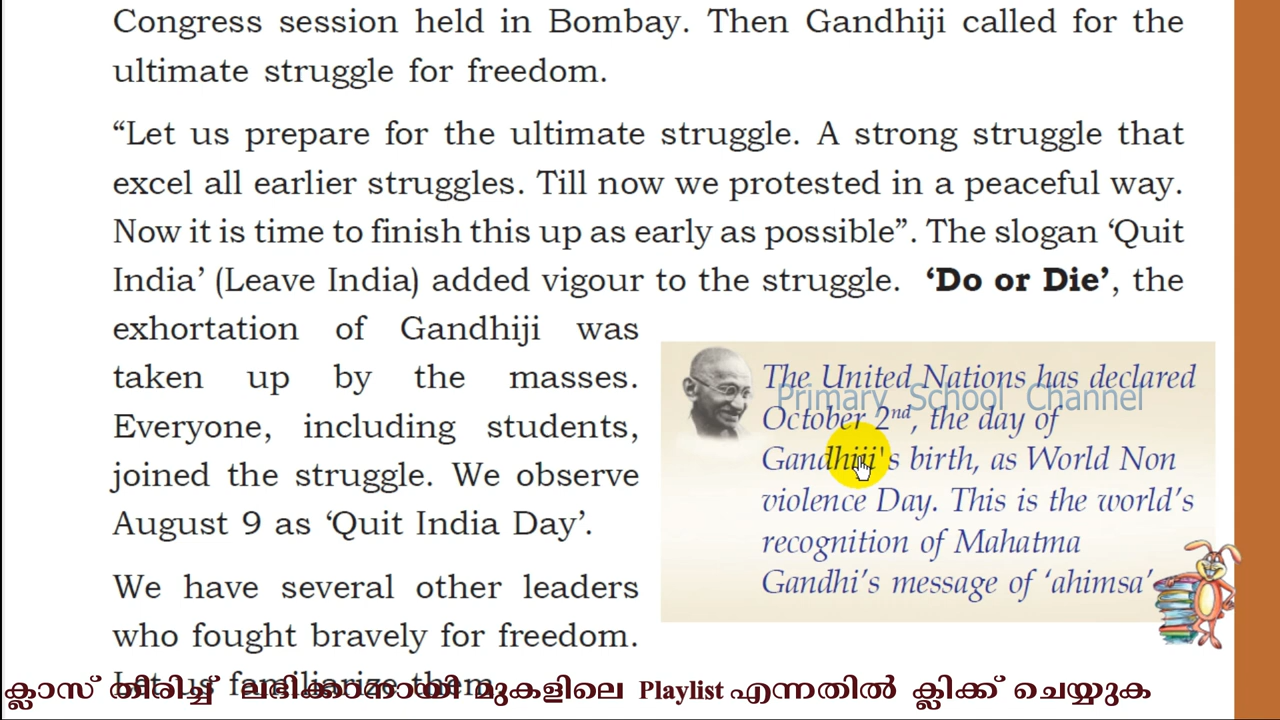 Congress session held in Bombay. Then Gandhiji called for the
ultimate struggle for freedom.
“Let us prepare for the ultimate struggle. A strong struggle that
excel all earlier struggles. Till now we protested in a peaceful way.
Now it is time to finish this up as early as possible”. The slogan ‘Quit
India’ (Leave India) added vigour to the struggle. ‘Do or Die’, the
exhortation of Gandhiji was
taken up by the masses.
Everyone, including students,
joined the struggle. We observe
August 9 as ‘Quit India Day’.
We have several other leaders
who fought bravely for freedom.
Let us familiarize them.
The United Nations has declared
October 2nd, the day of
Gandhiji's birth, as World Non
violence Day. This is the world's
recognition of Mahatma
Gandhi's message of ‘ahimsa’
Primary School Channel
ക്ലാസ് തിരിച്ച് ലഭിക്കാനായി മുകളിലെ Playlist എന്നതിൽ ക്ലിക്ക് ചെയ്യുക